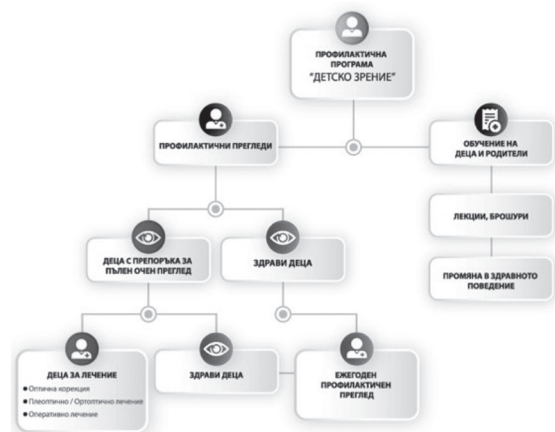 ПРОФИЛАКТИЧНА
ПРОГРАМА
“ДЕТСКО ЗРЕНИЕ”
ПРОФИЛАКТИЧНИ ПРЕГЛЕДИ
ОБУЧЕНИЕ НА
ДЕЦА И РОДИТЕЛИ
ЛЕКЦИИ, БРОШУРИ
ПРОМЯНА В ЗДРАВНОТО
ПОВЕДЕНИЕ
ДЕЦА С ПРЕПОРЪКА ЗА
ПЪЛЕН ОЧЕН ПРЕГЛЕД
ЗДРАВИ ДЕЦА
ДЕЦА ЗА ЛЕЧЕНИЕ
● Оптична корекция
● Плеоптично / Ортоптично лечение
● Оперативно лечение
ЗДРАВИ ДЕЦА
ЕЖЕГОДЕН
ПРОФИЛАКТИЧЕН
ПРЕГЛЕД